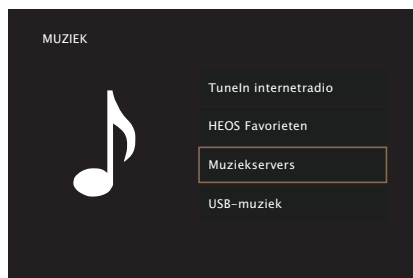 MUZIEK
TuneIn internetradio
HEOS Favorieten
Muziekservers
USB-muziek